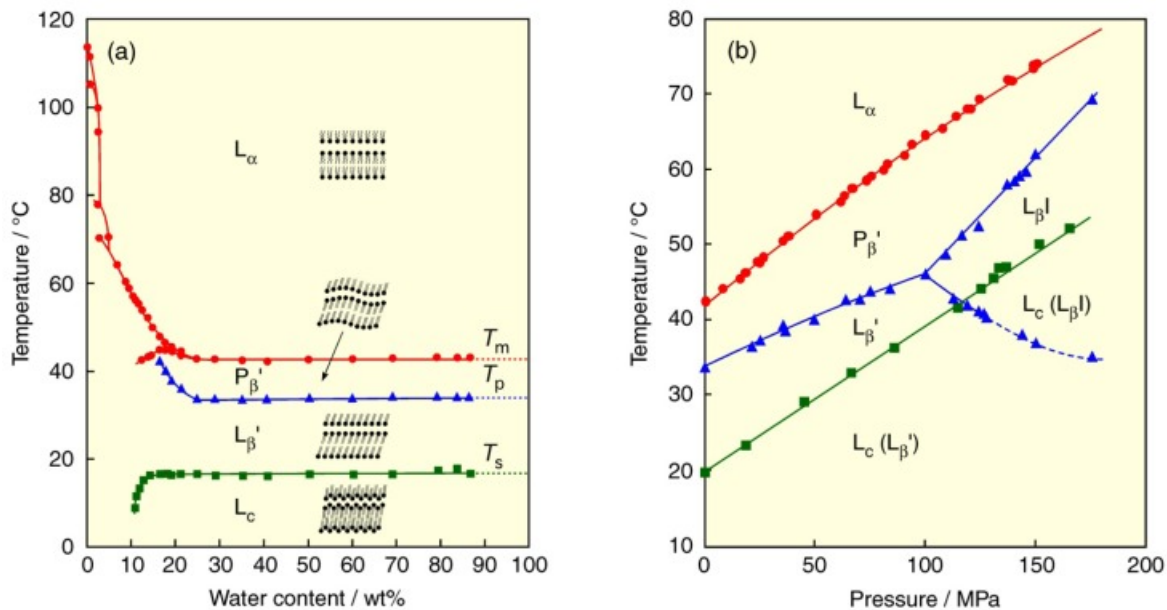 (a)
Temperature / °C
120
100
80
60
40
20
0
Lα
Pβ'
Lβ'
Lc
Tm
Tp
Ts
0 10 20 30 40 50 60 70 80 90 100
Water content / wt%
(b)
Temperature / °C
80
70
60
50
40
30
20
10
Lα
Pβ'
LβI
Lβ'
Lc (LβI)
Lc (Lβ')
0 50 100 150 200
Pressure / MPa